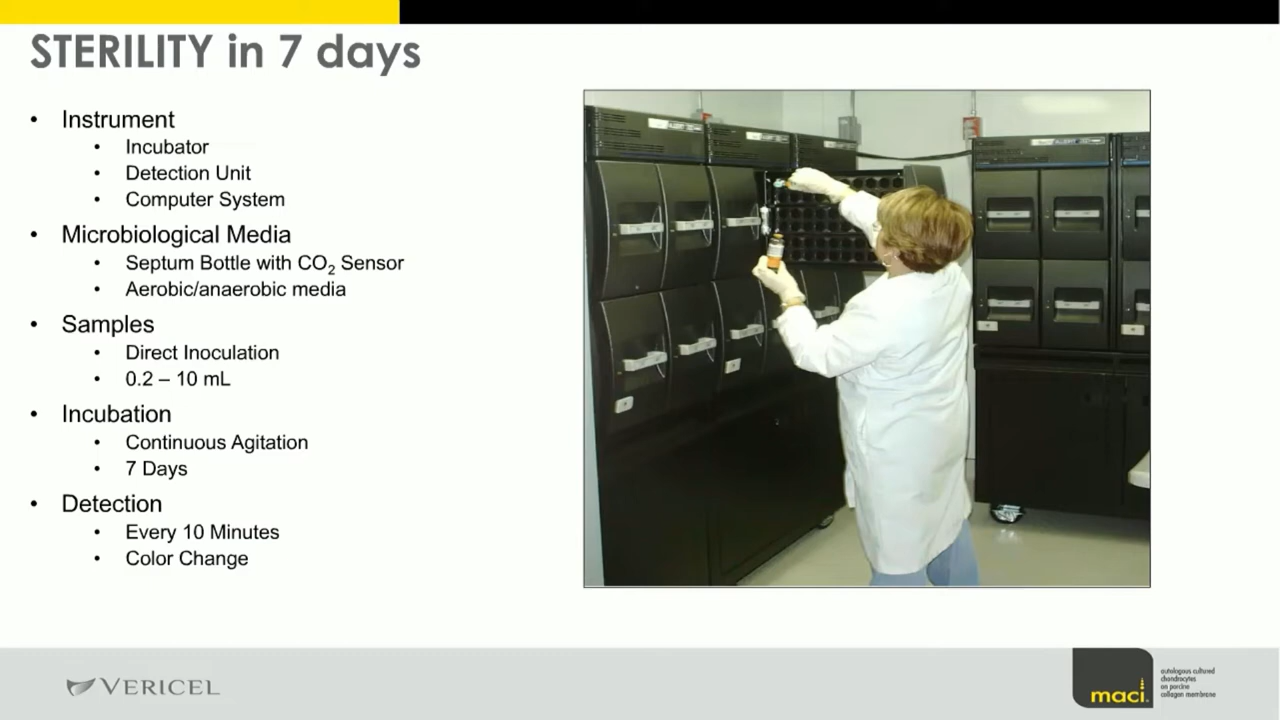 STERILITY in 7 days
• Instrument
• Incubator
• Detection Unit
• Computer System
• Microbiological Media
• Septum Bottle with CO₂ Sensor
• Aerobic/anaerobic media
• Samples
• Direct Inoculation
• 0.2 – 10 mL
• Incubation
• Continuous Agitation
• 7 Days
• Detection
• Every 10 Minutes
• Color Change
VERICEL
maci
autologous cultured
chondrocytes
on porcine
collagen membrane